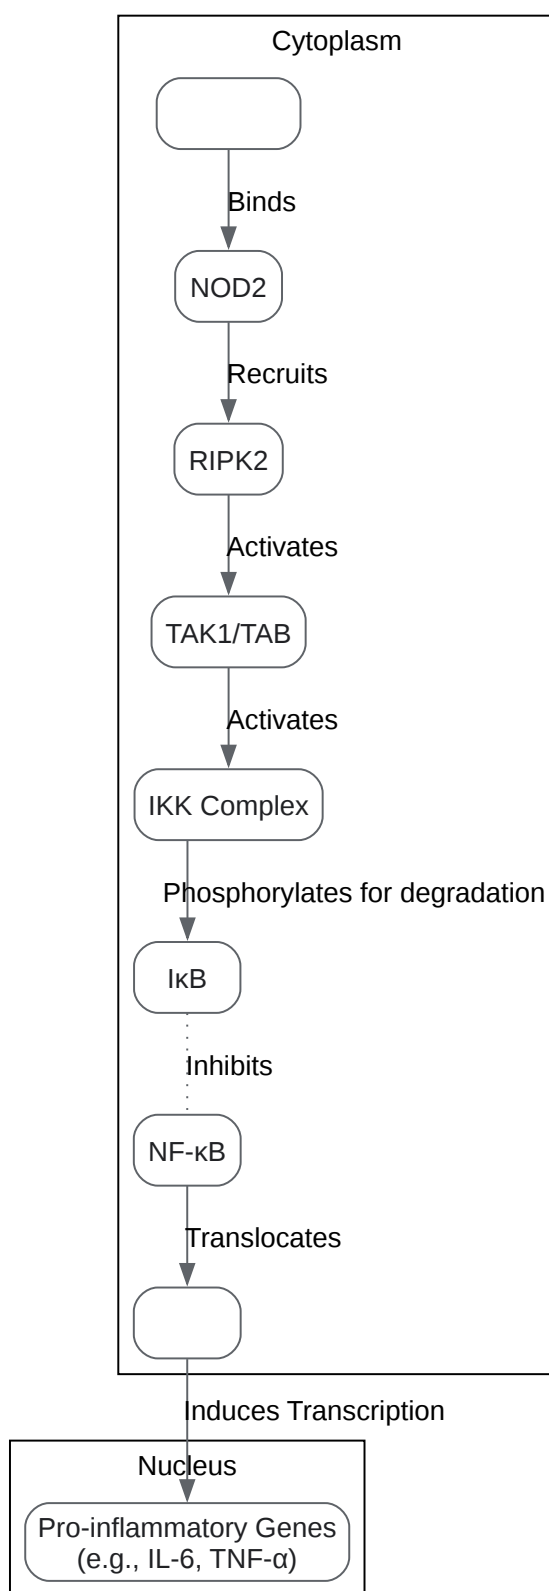 Cytoplasm
Binds
NOD2
Recruits
RIPK2
Activates
TAK1/TAB
Activates
IKK Complex
Phosphorylates for degradation
IκB
Inhibits
NF-κB
Translocates
Induces Transcription
Nucleus
Pro-inflammatory Genes
(e.g., IL-6, TNF-α)